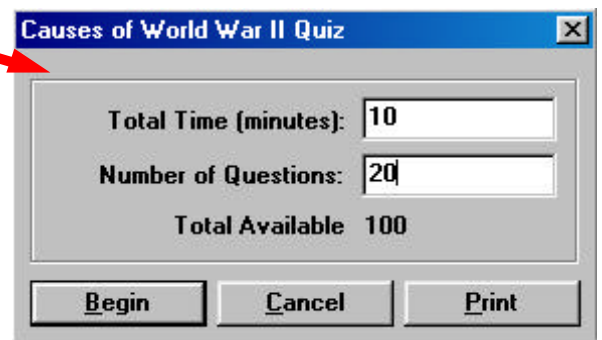 Causes of World War II Quiz
Total Time (minutes): 10
Number of Questions: 20
Total Available 100
Begin Cancel Print